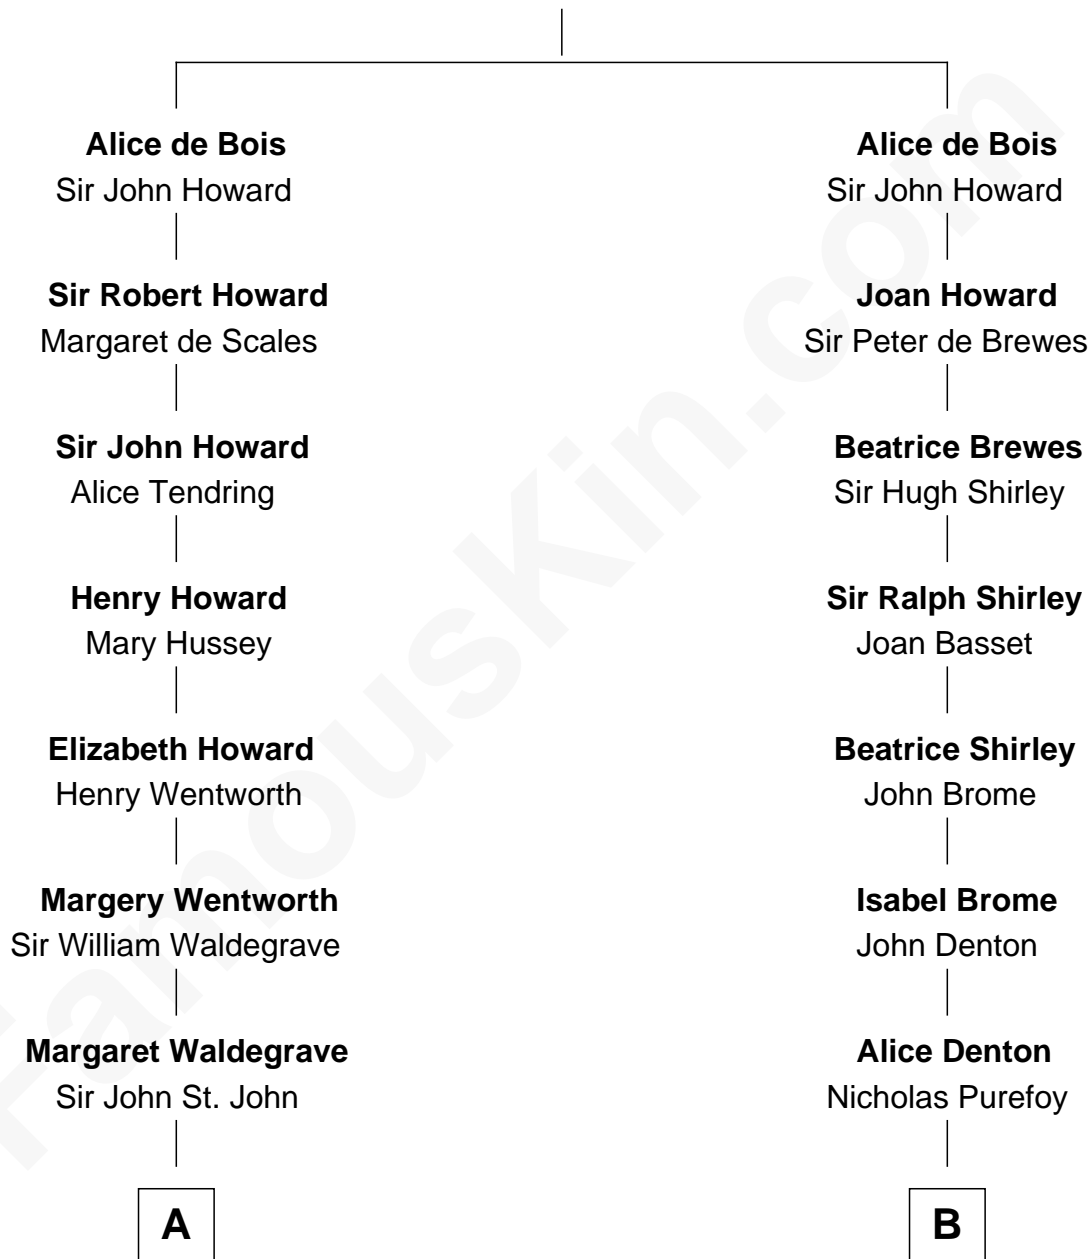 Alice de Bois
Sir John Howard
Sir Robert Howard
Margaret de Scales
Sir John Howard
Alice Tendring
Henry Howard
Mary Hussey
Elizabeth Howard
Henry Wentworth
Margery Wentworth
Sir William Waldegrave
Margaret Waldegrave
Sir John St. John
A
Alice de Bois
Sir John Howard
Joan Howard
Sir Peter de Brewes
Beatrice Brewes
Sir Hugh Shirley
Sir Ralph Shirley
Joan Basset
Beatrice Shirley
John Brome
Isabel Brome
John Denton
Alice Denton
Nicholas Purefoy
B
FamousKin.com